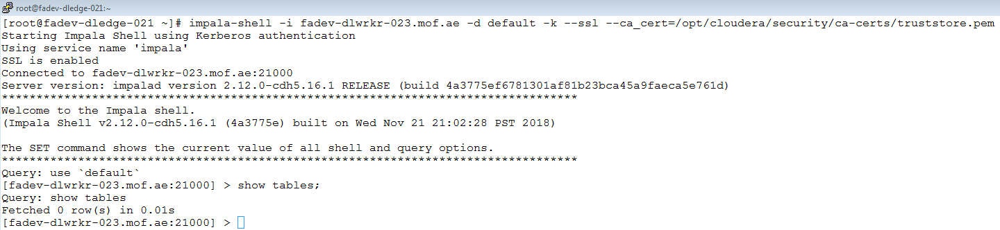 root@fadev-dledge-021:~
[root@fadev-dledge-021 ~]# impala-shell -i fadev-dlwrkr-023.mof.ae -d default -k --ssl --ca_cert=/opt/cloudera/security/ca-certs/truststore.pem
Starting Impala Shell using Kerberos authentication
Using service name 'impala'
SSL is enabled
Connected to fadev-dlwrkr-023.mof.ae:21000
Server version: impalad version 2.12.0-cdh5.16.1 RELEASE (build 4a3775ef6781301af81b23bca45a9faeca5e761d)
***********************************************************************************
Welcome to the Impala shell.
(Impala Shell v2.12.0-cdh5.16.1 (4a3775e) built on Wed Nov 21 21:02:28 PST 2018)

The SET command shows the current value of all shell and query options.
***********************************************************************************
Query: use `default`
[fadev-dlwrkr-023.mof.ae:21000] > show tables;
Query: show tables
Fetched 0 row(s) in 0.01s
[fadev-dlwrkr-023.mof.ae:21000] >